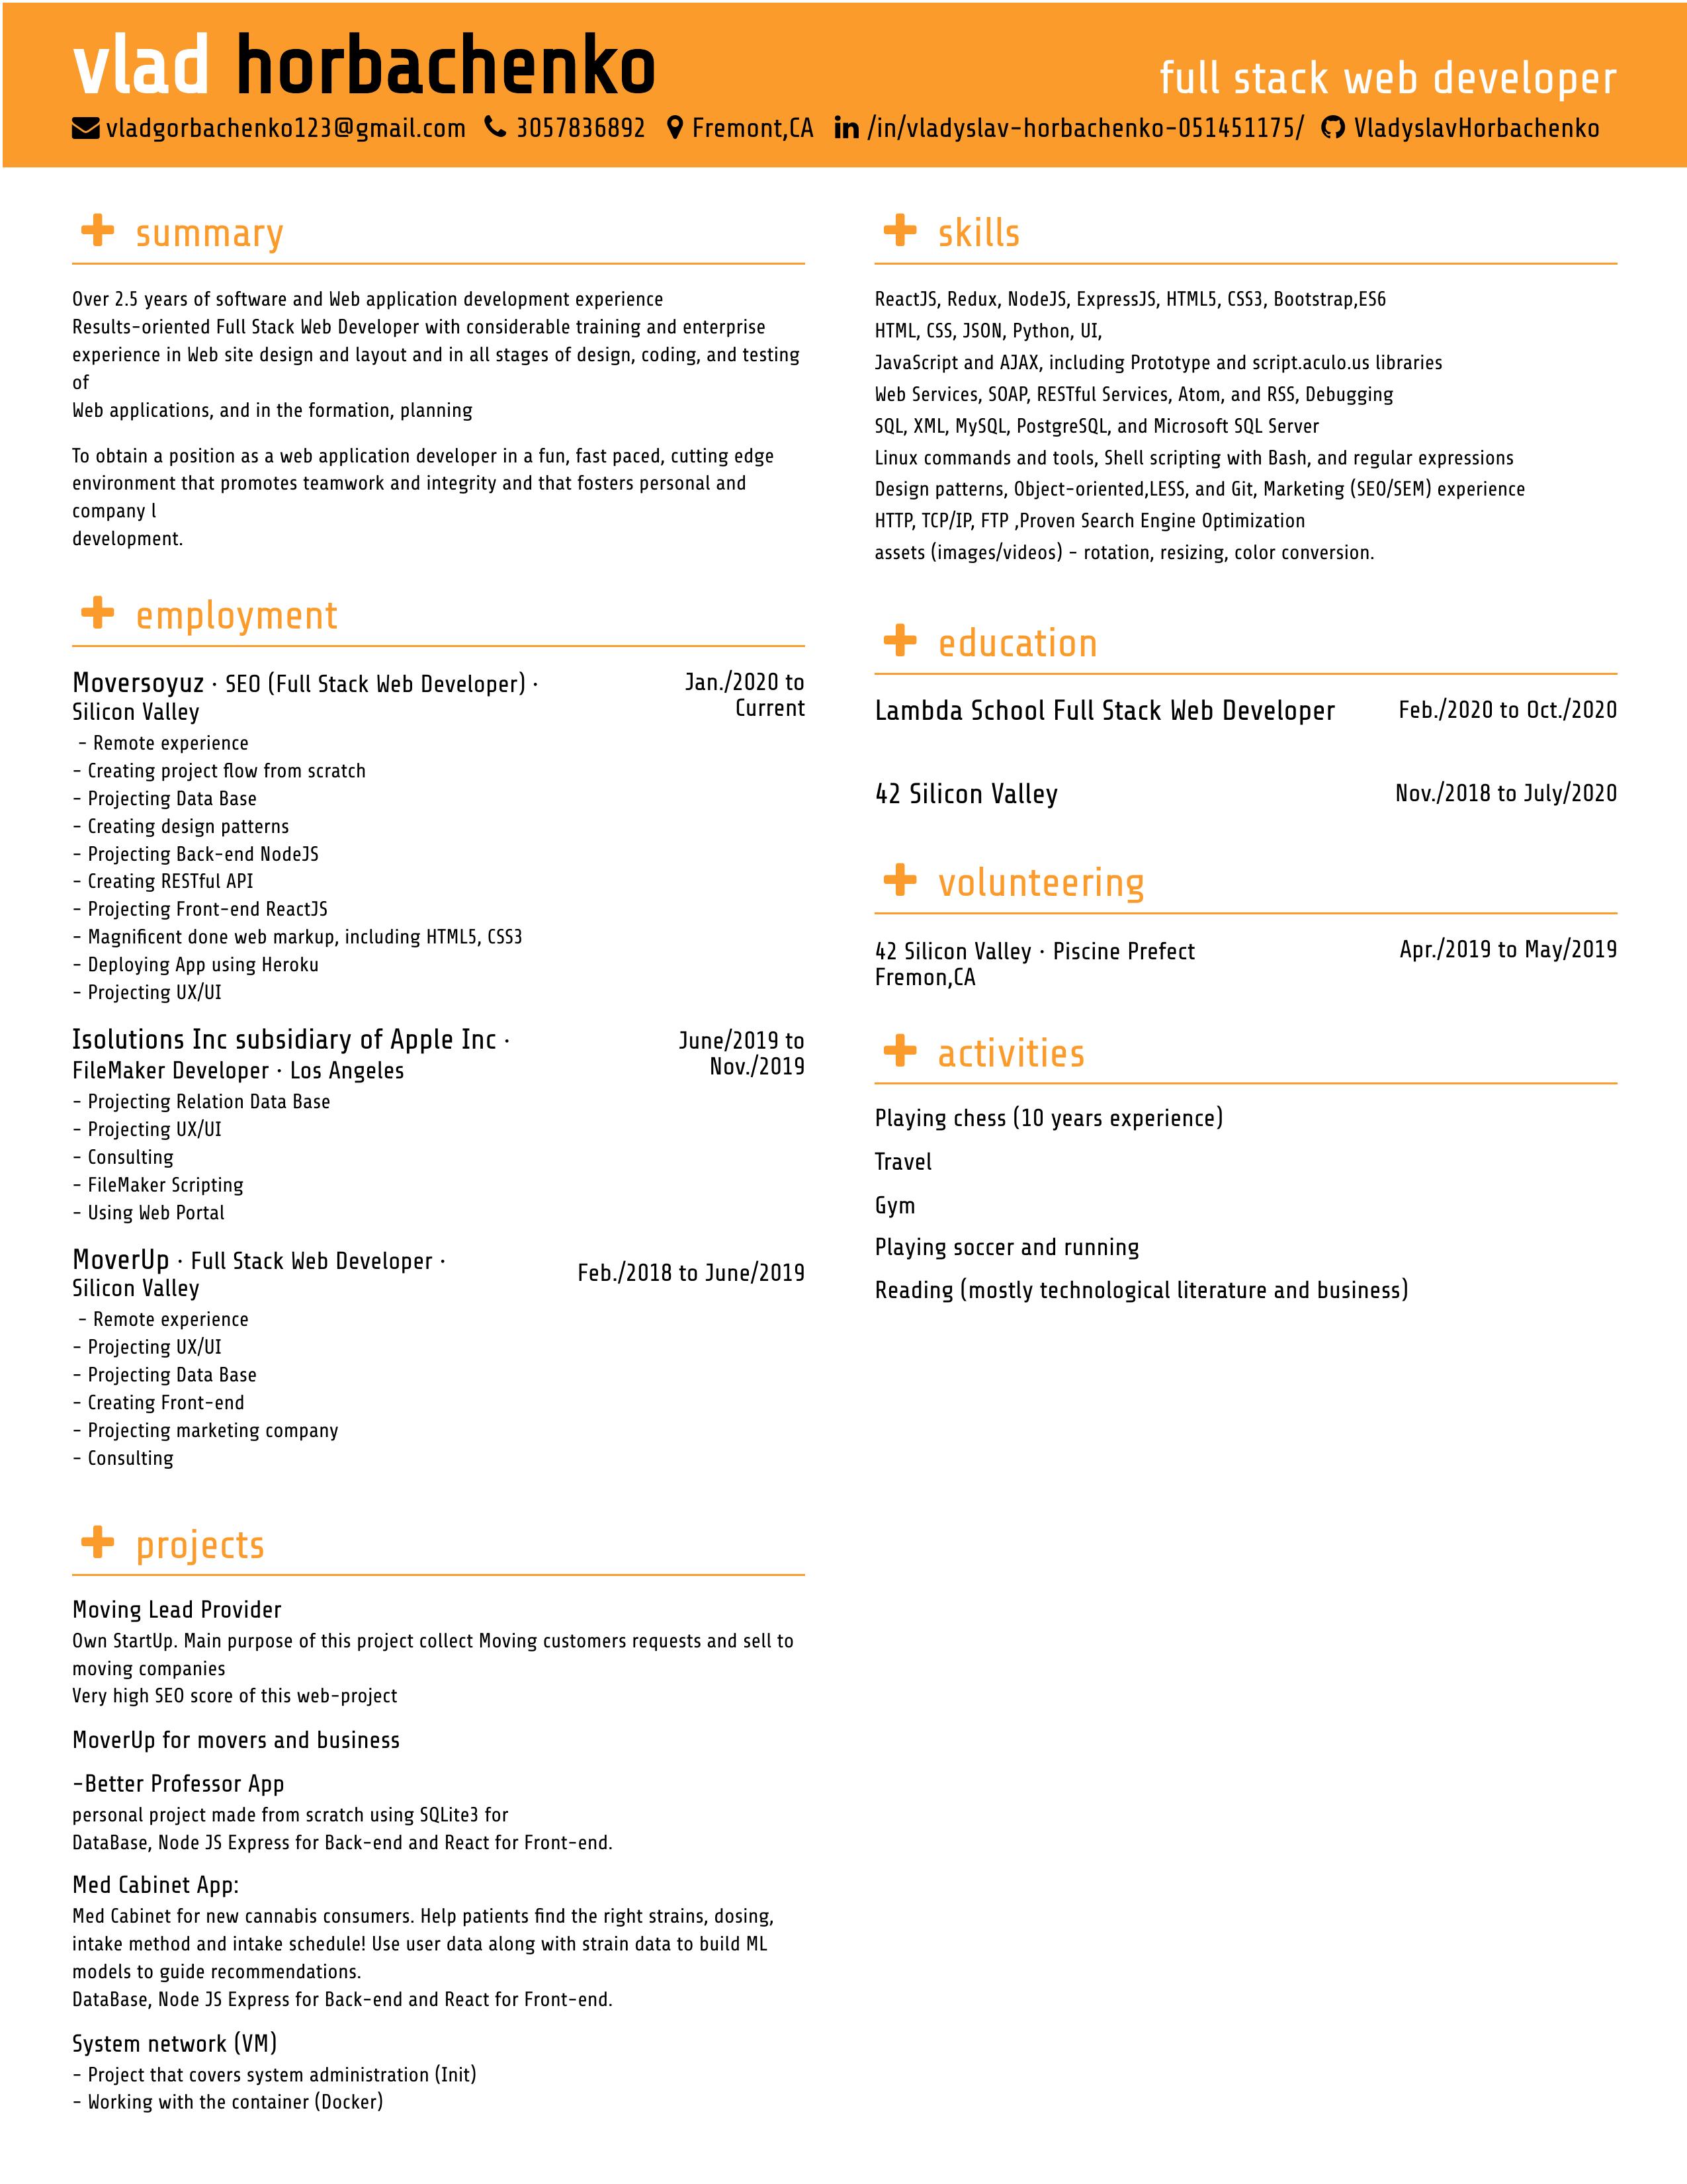 vlad horbachenko
full stack web developer
vladgorbachenko123@gmail.com 3057836892 Fremont,CA /in/vladyslav-horbachenko-051451175/ VladyslavHorbachenko
summary
Over 2.5 years of software and Web application development experience
Results-oriented Full Stack Web Developer with considerable training and enterprise
experience in Web site design and layout and in all stages of design, coding, and testing
of
Web applications, and in the formation, planning
To obtain a position as a web application developer in a fun, fast paced, cutting edge
environment that promotes teamwork and integrity and that fosters personal and
company l
development.
employment
Moversoyuz · SEO (Full Stack Web Developer) ·
Silicon Valley
Jan./2020 to
Current
- Remote experience
- Creating project flow from scratch
- Projecting Data Base
- Creating design patterns
- Projecting Back-end NodeJS
- Creating RESTful API
- Projecting Front-end ReactJS
- Magnificent done web markup, including HTML5, CSS3
- Deploying App using Heroku
- Projecting UX/UI
Isolutions Inc subsidiary of Apple Inc ·
FileMaker Developer · Los Angeles
June/2019 to
Nov./2019
- Projecting Relation Data Base
- Projecting UX/UI
- Consulting
- FileMaker Scripting
- Using Web Portal
MoverUp · Full Stack Web Developer ·
Silicon Valley
Feb./2018 to June/2019
- Remote experience
- Projecting UX/UI
- Projecting Data Base
- Creating Front-end
- Projecting marketing company
- Consulting
projects
Moving Lead Provider
Own StartUp. Main purpose of this project collect Moving customers requests and sell to
moving companies
Very high SEO score of this web-project
MoverUp for movers and business
-Better Professor App
personal project made from scratch using SQLite3 for
DataBase, Node JS Express for Back-end and React for Front-end.
Med Cabinet App:
Med Cabinet for new cannabis consumers. Help patients find the right strains, dosing,
intake method and intake schedule! Use user data along with strain data to build ML
models to guide recommendations.
DataBase, Node JS Express for Back-end and React for Front-end.
System network (VM)
- Project that covers system administration (Init)
- Working with the container (Docker)
skills
ReactJS, Redux, NodeJS, ExpressJS, HTML5, CSS3, Bootstrap,ES6
HTML, CSS, JSON, Python, UI,
JavaScript and AJAX, including Prototype and script.aculo.us libraries
Web Services, SOAP, RESTful Services, Atom, and RSS, Debugging
SQL, XML, MySQL, PostgreSQL, and Microsoft SQL Server
Linux commands and tools, Shell scripting with Bash, and regular expressions
Design patterns, Object-oriented,LESS, and Git, Marketing (SEO/SEM) experience
HTTP, TCP/IP, FTP ,Proven Search Engine Optimization
assets (images/videos) - rotation, resizing, color conversion.
education
Lambda School Full Stack Web Developer Feb./2020 to Oct./2020
42 Silicon Valley Nov./2018 to July/2020
volunteering
42 Silicon Valley · Piscine Prefect Apr./2019 to May/2019
Fremon,CA
activities
Playing chess (10 years experience)
Travel
Gym
Playing soccer and running
Reading (mostly technological literature and business)